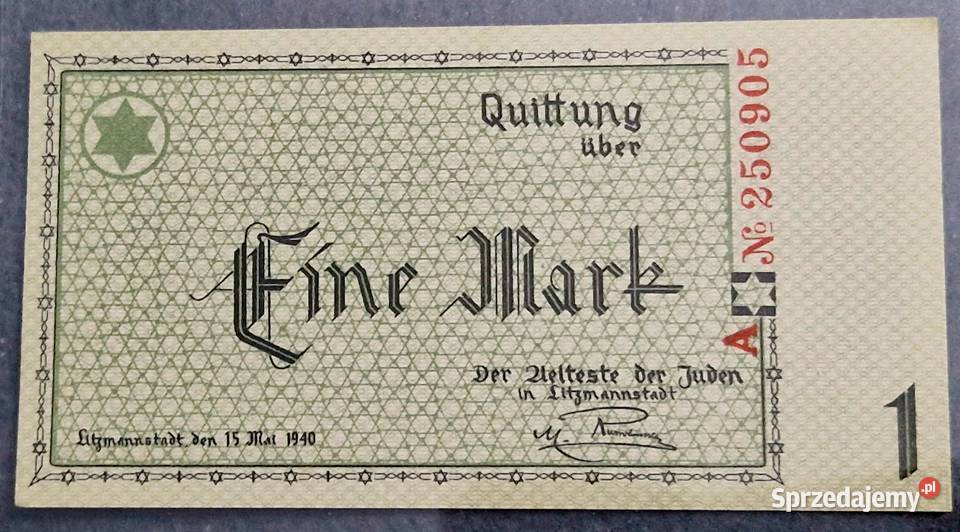 Quittung
über
Eine Mark
Der Aelteste der Juden
in Litzmannstadt
Litzmannstadt, den 15. Mai 1940
A
№ 250905
1
Sprzedajemy.pl